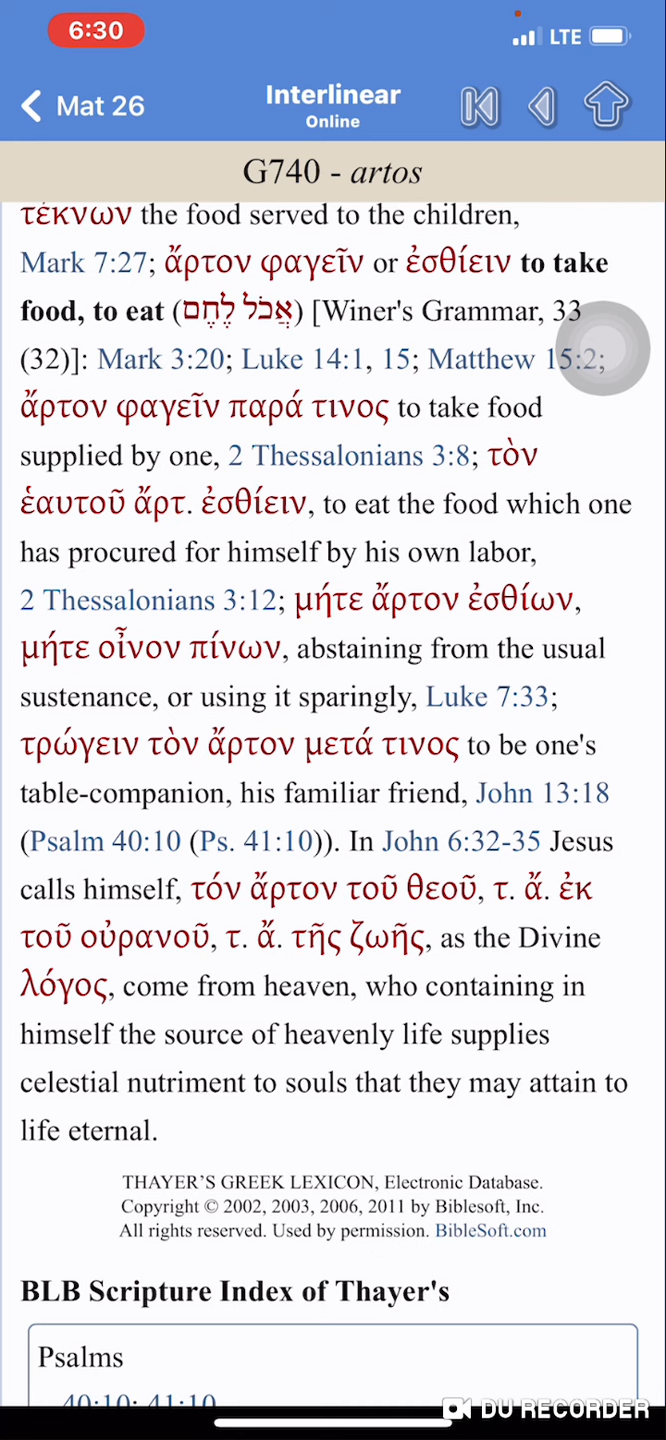 6:30
LTE
Mat 26
Interlinear
Online
G740 - artos
τέκνων the food served to the children,
Mark 7:27; ἄρτον φαγεῖν or ἐσθίειν to take
food, to eat (אֲכֹל לֶחֶם) [Winer's Grammar, 33
(32)]: Mark 3:20; Luke 14:1, 15; Matthew 15:2;
ἄρτον φαγεῖν παρά τινος to take food
supplied by one, 2 Thessalonians 3:8; τὸν
ἑαυτοῦ ἄρτ. ἐσθίειν, to eat the food which one
has procured for himself by his own labor,
2 Thessalonians 3:12; μήτε ἄρτον ἐσθίων,
μήτε οἶνον πίνων, abstaining from the usual
sustenance, or using it sparingly, Luke 7:33;
τρώγειν τὸν ἄρτον μετά τινος to be one's
table-companion, his familiar friend, John 13:18
(Psalm 40:10 (Ps. 41:10)). In John 6:32-35 Jesus
calls himself, τόν ἄρτον τοῦ θεοῦ, τ. ἄ. ἐκ
τοῦ οὐρανοῦ, τ. ἄ. τῆς ζωῆς, as the Divine
λόγος, come from heaven, who containing in
himself the source of heavenly life supplies
celestial nutriment to souls that they may attain to
life eternal.
THAYER'S GREEK LEXICON, Electronic Database.
Copyright © 2002, 2003, 2006, 2011 by Biblesoft, Inc.
All rights reserved. Used by permission. BibleSoft.com
BLB Scripture Index of Thayer's
Psalms
40:10; 41:10
DU RECORDER